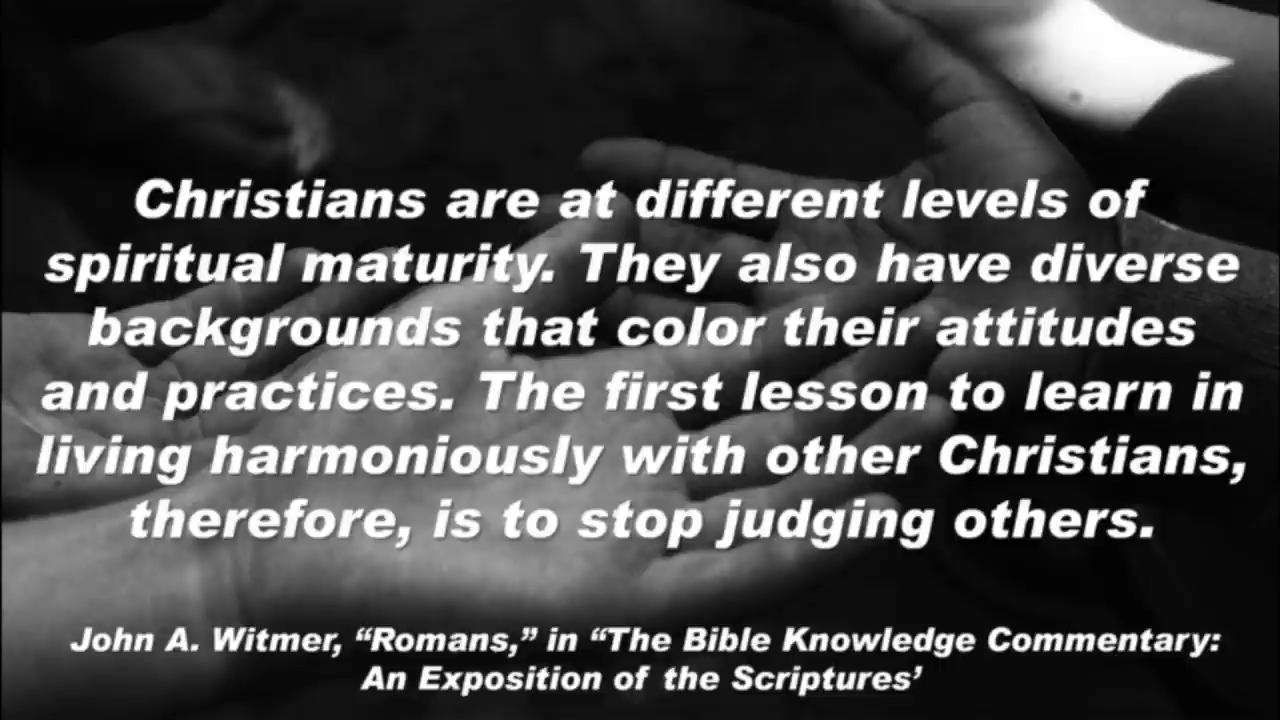 Christians are at different levels of
spiritual maturity. They also have diverse
backgrounds that color their attitudes
and practices. The first lesson to learn in
living harmoniously with other Christians,
therefore, is to stop judging others.
John A. Witmer, “Romans,” in “The Bible Knowledge Commentary:
An Exposition of the Scriptures’